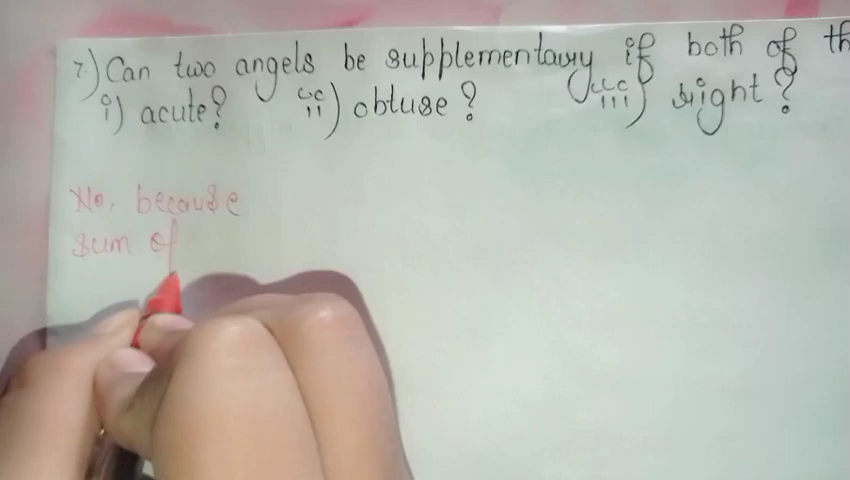 7.) Can two angels be supplementary if both of th
i) acute? ii) obtuse? iii) right?
No, because
sum of